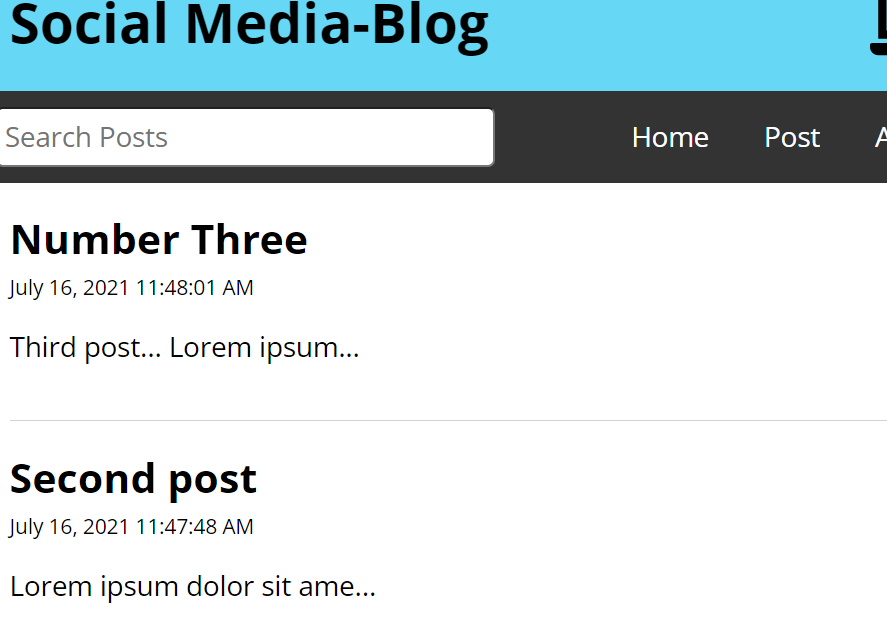 Social Media-Blog
Search Posts
Home Post
Number Three
July 16, 2021 11:48:01 AM
Third post... Lorem ipsum...
Second post
July 16, 2021 11:47:48 AM
Lorem ipsum dolor sit ame...